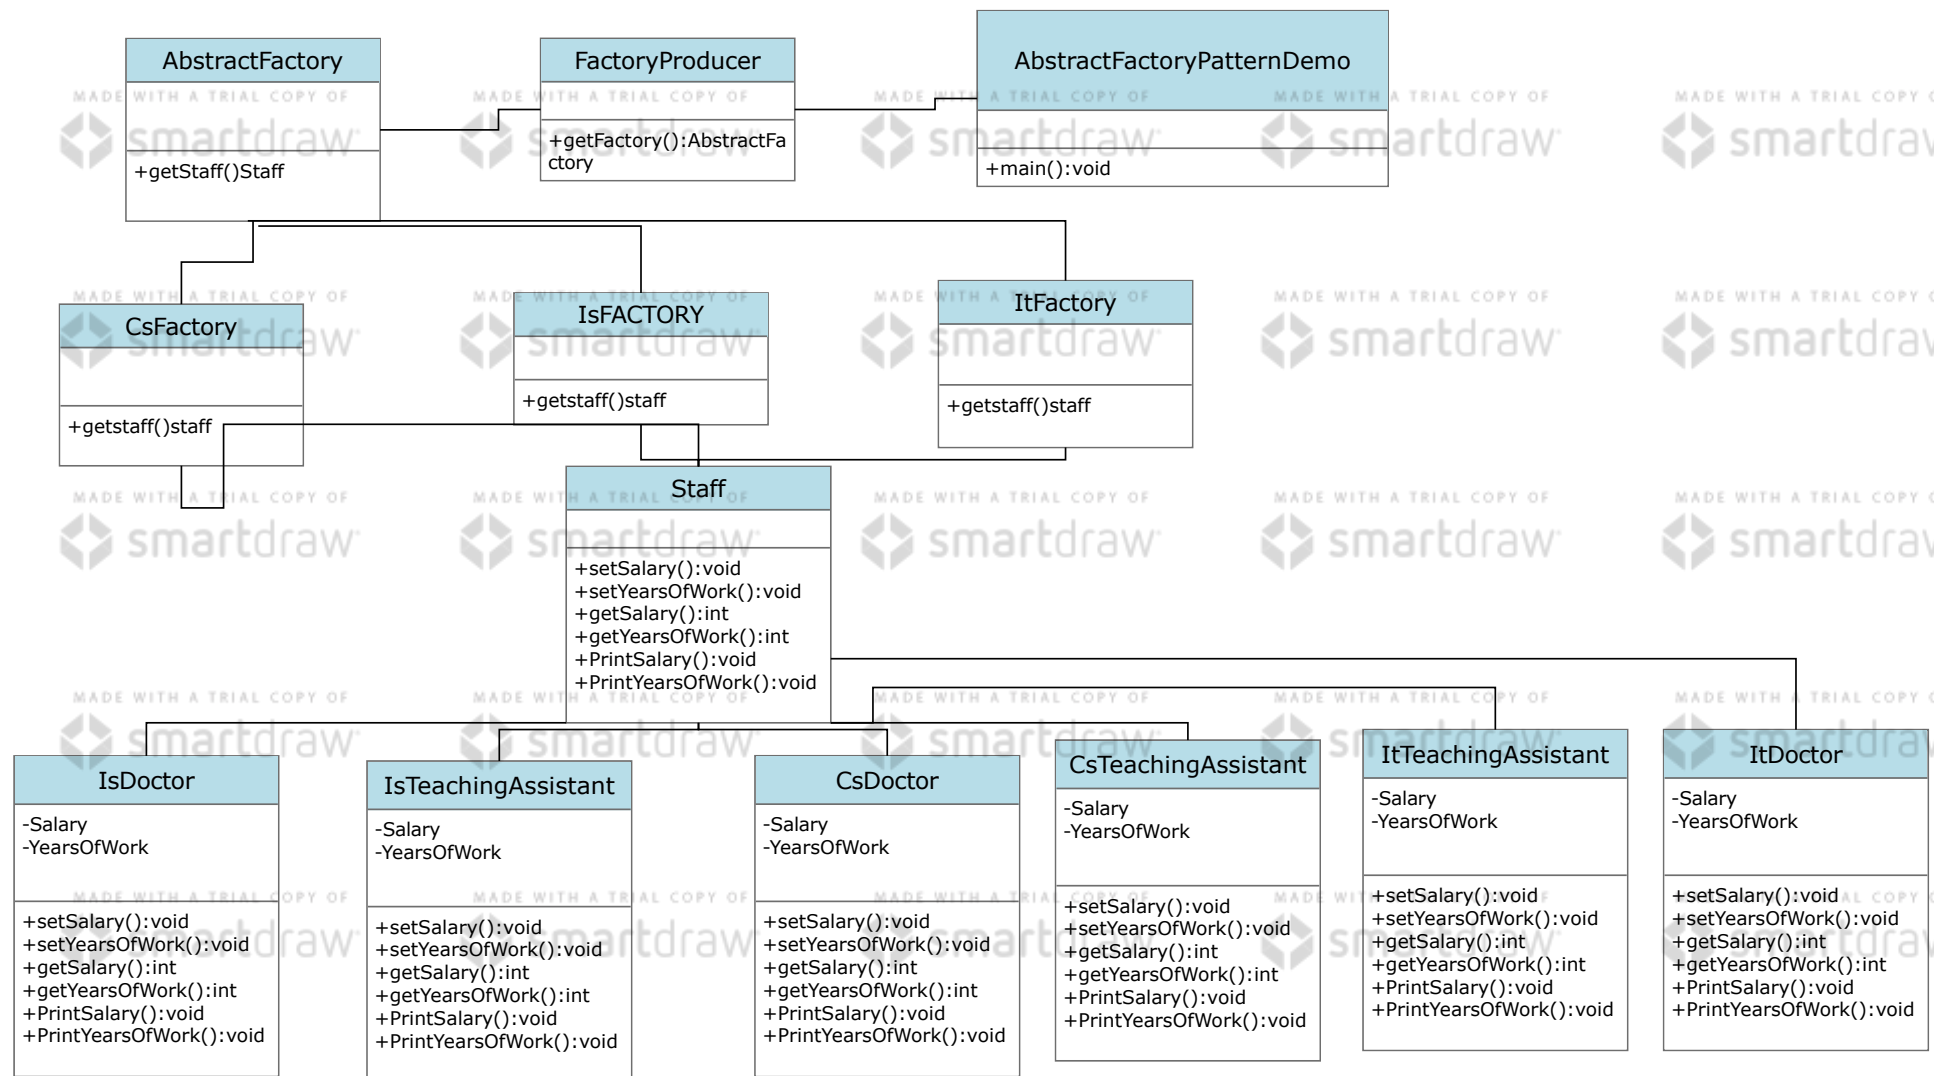 AbstractFactory
+getStaff()Staff
FactoryProducer
+getFactory():AbstractFa
ctory
AbstractFactoryPatternDemo
+main():void
CsFactory
+getstaff()staff
IsFACTORY
+getstaff()staff
ItFactory
+getstaff()staff
Staff
+setSalary():void
+setYearsOfWork():void
+getSalary():int
+getYearsOfWork():int
+PrintSalary():void
+PrintYearsOfWork():void
IsDoctor
-Salary
-YearsOfWork
+setSalary():void
+setYearsOfWork():void
+getSalary():int
+getYearsOfWork():int
+PrintSalary():void
+PrintYearsOfWork():void
IsTeachingAssistant
-Salary
-YearsOfWork
+setSalary():void
+setYearsOfWork():void
+getSalary():int
+getYearsOfWork():int
+PrintSalary():void
+PrintYearsOfWork():void
CsDoctor
-Salary
-YearsOfWork
+setSalary():void
+setYearsOfWork():void
+getSalary():int
+getYearsOfWork():int
+PrintSalary():void
+PrintYearsOfWork():void
CsTeachingAssistant
-Salary
-YearsOfWork
+setSalary():void
+setYearsOfWork():void
+getSalary():int
+getYearsOfWork():int
+PrintSalary():void
+PrintYearsOfWork():void
ItTeachingAssistant
-Salary
-YearsOfWork
+setSalary():void
+setYearsOfWork():void
+getSalary():int
+getYearsOfWork():int
+PrintSalary():void
+PrintYearsOfWork():void
ItDoctor
-Salary
-YearsOfWork
+setSalary():void
+setYearsOfWork():void
+getSalary():int
+getYearsOfWork():int
+PrintSalary():void
+PrintYearsOfWork():void
MADE WITH A TRIAL COPY OF
smartdraw